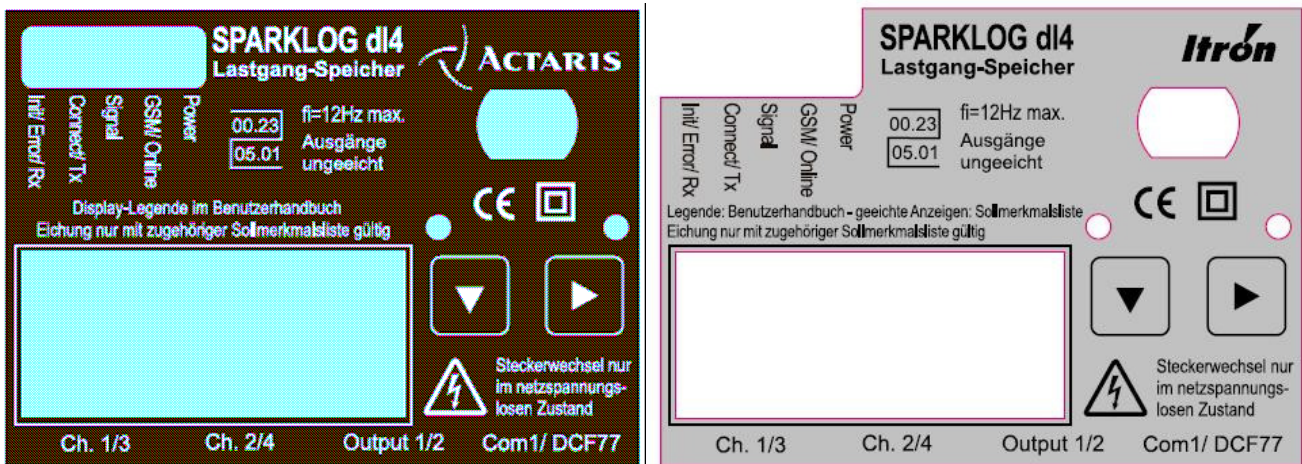 SPARKLOG dl4
Lastgang-Speicher
ACTARIS
Init/ Error/ Rx
Connect/ Tx
Signal
GSM/ Online
Power
00.23
05.01
fi=12Hz max.
Ausgänge
ungeeicht
CE
Display-Legende im Benutzerhandbuch
Eichung nur mit zugehöriger Sollmerkmalsliste gültig
Steckerwechsel nur
im netzspannungs-
losen Zustand
Ch. 1/3
Ch. 2/4
Output 1/2
Com1/ DCF77
SPARKLOG dl4
Lastgang-Speicher
Itrón
Init/ Error/ Rx
Connect/ Tx
Signal
GSM/ Online
Power
00.23
05.01
fi=12Hz max.
Ausgänge
ungeeicht
CE
Legende: Benutzerhandbuch - geeichte Anzeigen: Sollmerkmalsliste
Eichung nur mit zugehöriger Sollmerkmalsliste gültig
Steckerwechsel nur
im netzspannungs-
losen Zustand
Ch. 1/3
Ch. 2/4
Output 1/2
Com1/ DCF77